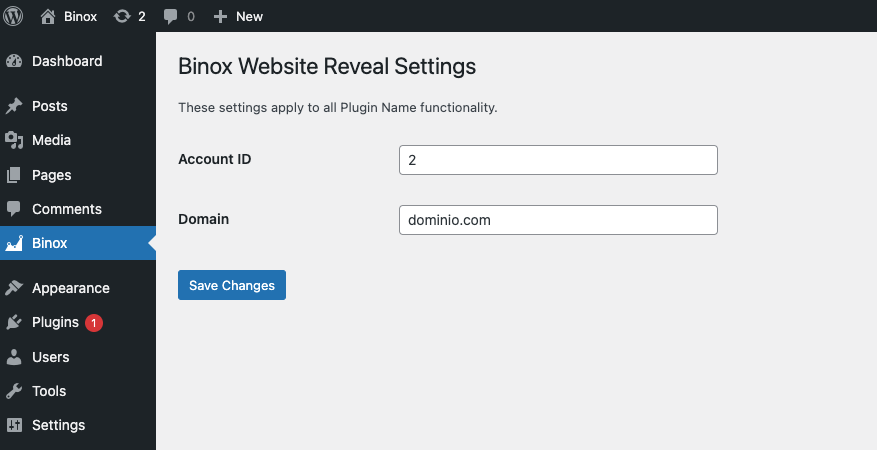 Binox 2 0 New
Dashboard
Posts
Media
Pages
Comments
Binox
Appearance
Plugins 1
Users
Tools
Settings
Binox Website Reveal Settings
These settings apply to all Plugin Name functionality.
Account ID 2
Domain dominio.com
Save Changes